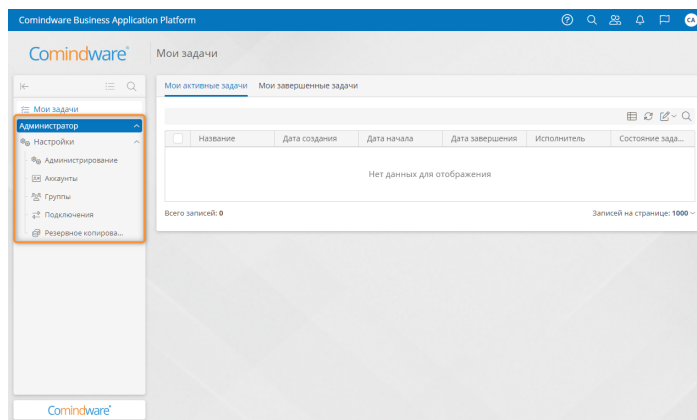 Comindware Business Application Platform
CA
Comindware®
Мои задачи
Мои задачи
Администратор
Настройки
Администрирование
Аккаунты
Группы
Подключения
Резервное копирова...
Мои активные задачи Мои завершенные задачи
Название Дата создания Дата начала Дата завершения Исполнитель Состояние зада...
Нет данных для отображения
Всего записей: 0 Записей на странице: 1000
Comindware®